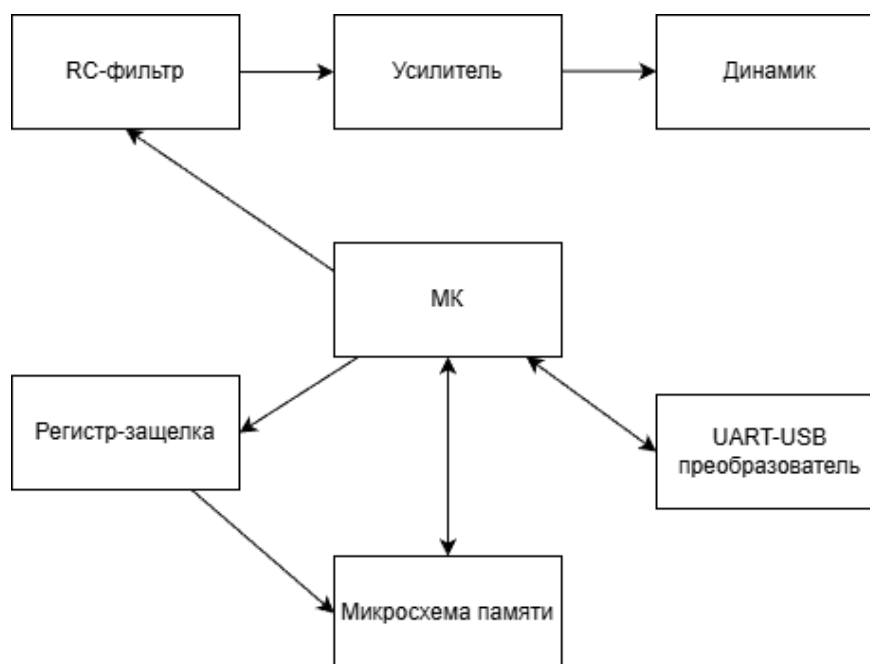 RC-фильтр
Усилитель
Динамик
МК
Регистр-защелка
UART-USB
преобразователь
Микросхема памяти